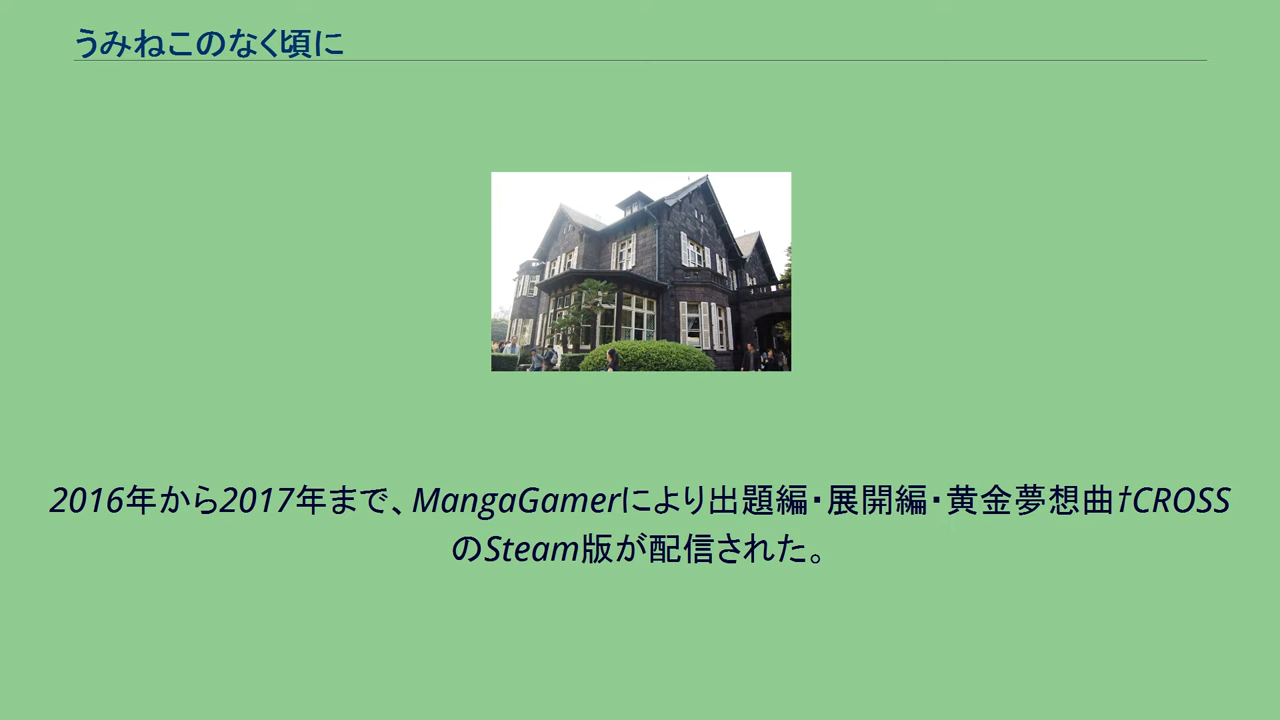 うみねこのなく頃に
2016年から2017年まで、MangaGamerにより出題編・展開編・黄金夢想曲†CROSS
のSteam版が配信された。